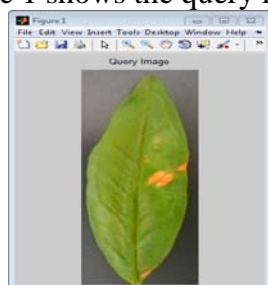 e 1 shows the query
Figure 1
File Edit View Insert Tools Desktop Window Help
Query Image